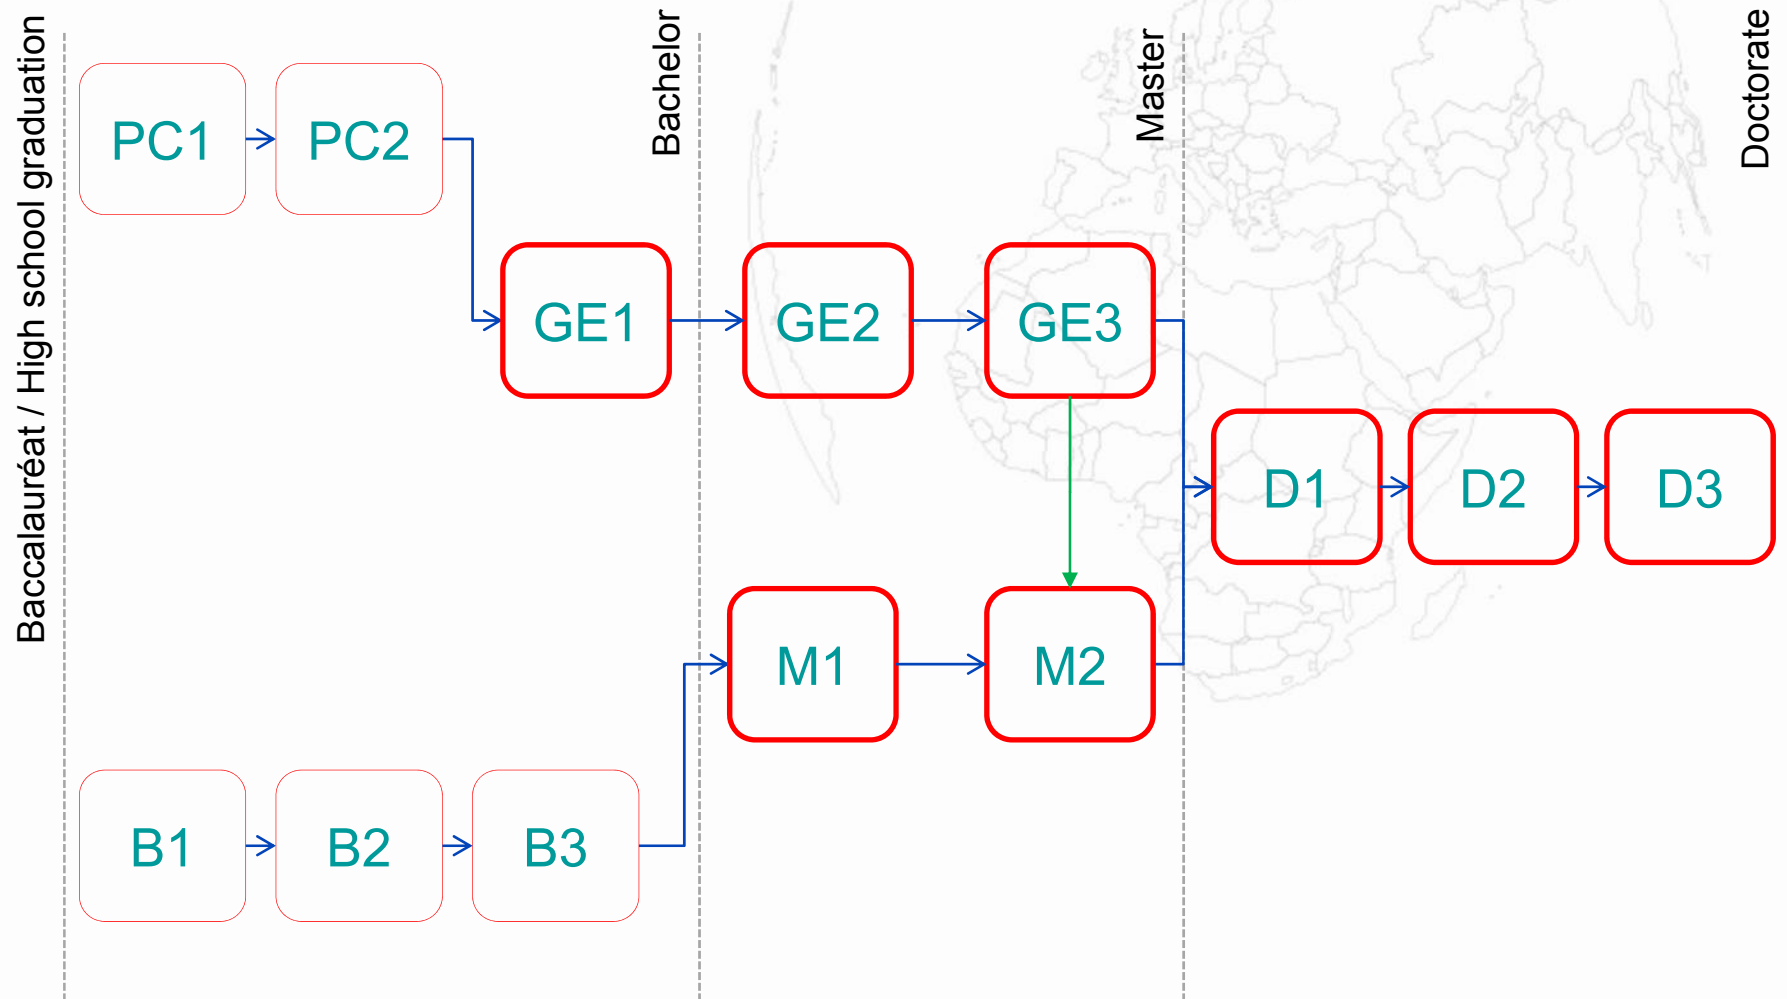 Baccalauréat / High school graduation
Bachelor
Master
Doctorate
PC1
PC2
GE1
GE2
GE3
D1
D2
D3
M1
M2
B1
B2
B3